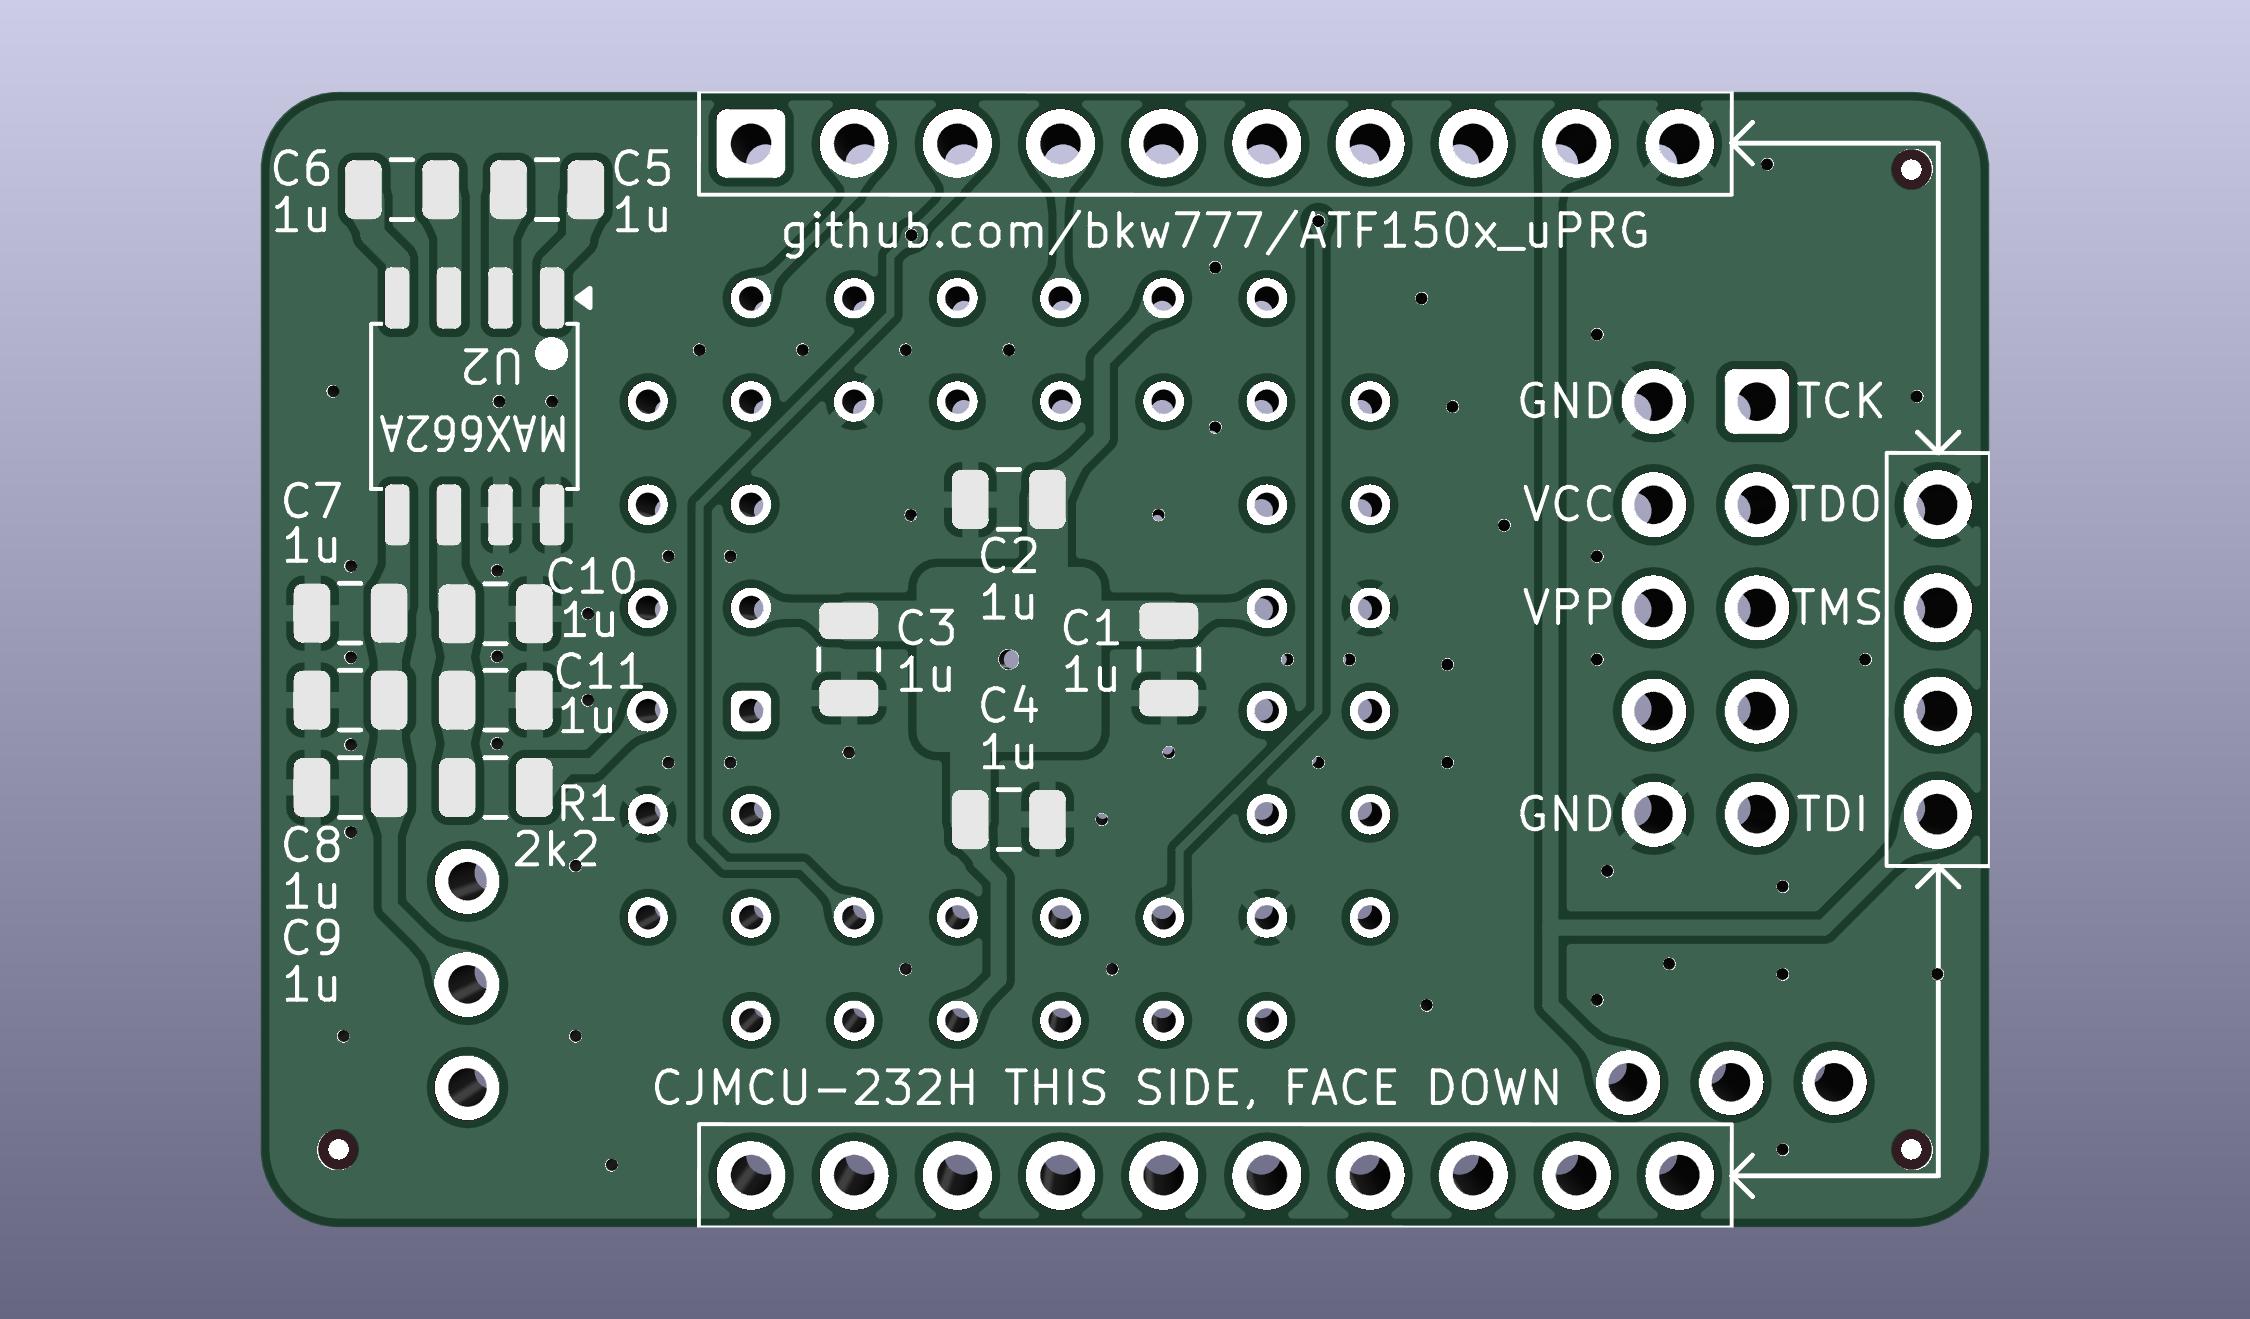 C6
1u
C5
1u
github.com/bkw777/ATF150x_uPRG
U2
MAX662A
GND
TCK
VCC
TDO
VPP
TMS
GND
TDI
C7
1u
C10
1u
C11
1u
R1
2k2
C8
1u
C9
1u
C2
1u
C3
1u
C1
1u
C4
1u
CJMCU-232H THIS SIDE, FACE DOWN